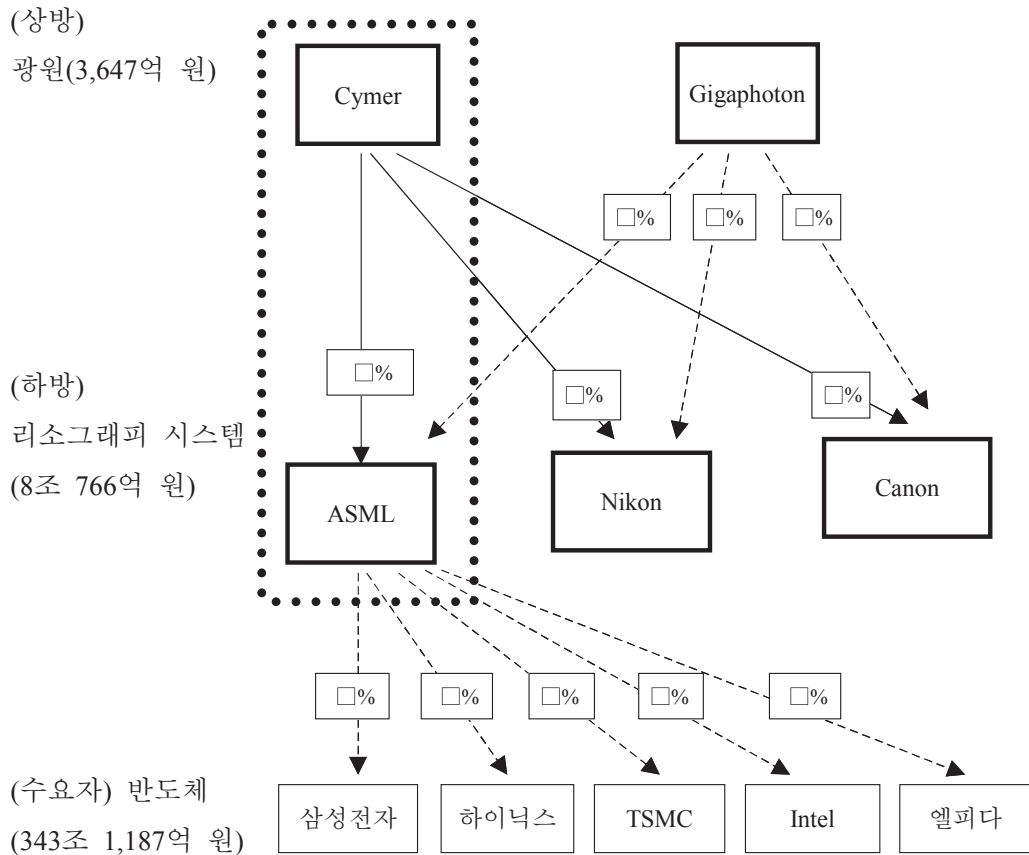 (상방)
광원(3,647억 원)
Cymer
Gigaphoton
□%
□%
□%
□%
□%
□%
(하방)
리소그래피 시스템
(8조 766억 원)
ASML
Nikon
Canon
□%
□%
□%
□%
□%
(수요자) 반도체
(343조 1,187억 원)
삼성전자
하이닉스
TSMC
Intel
엘피다